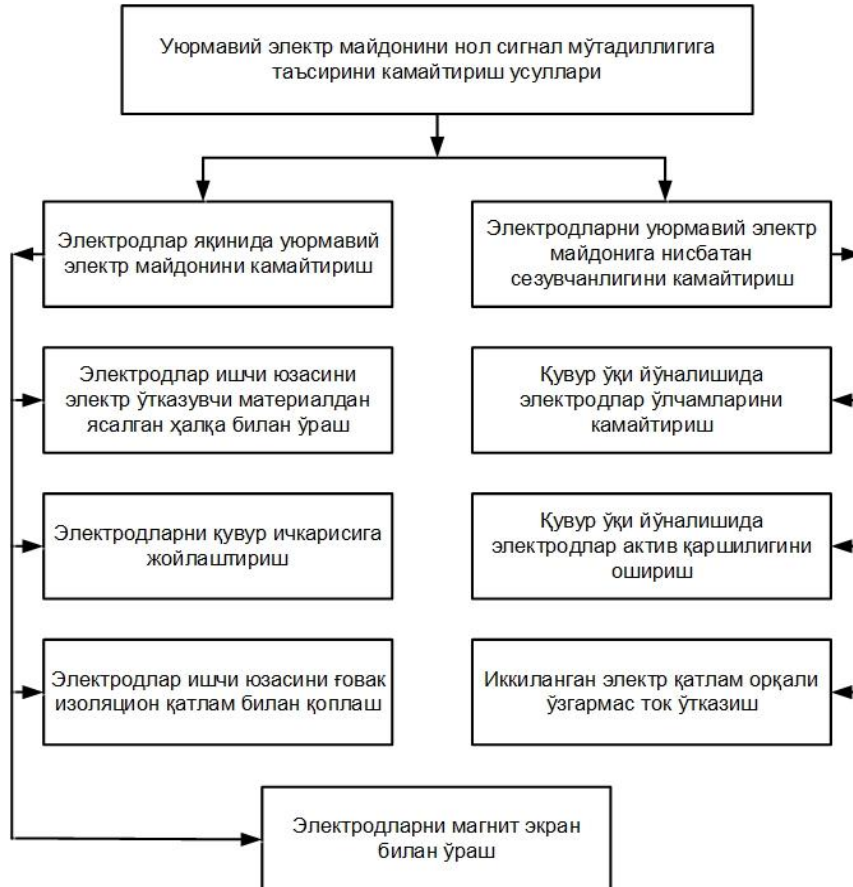 Уюрмавий электр майдонини нол сигнал мўтадиллигига
таъсирини камайтириш усуллари
Электродлар яқинида уюрмавий
электр майдонини камайтириш
Электродларни уюрмавий электр
майдонига нисбатан
сезувчанлигини камайтириш
Электродлар ишчи юзасини
электр ўтказувчи материалдан
ясалган ҳалқа билан ўраш
Қувур ўқи йўналишида
электродлар ўлчамларини
камайтириш
Электродларни қувур ичкарисига
жойлаштириш
Қувур ўқи йўналишида
электродлар актив қаршилигини
ошириш
Электродлар ишчи юзасини ғовак
изоляцион қатлам билан қоплаш
Иккиланган электр қатлам орқали
ўзгармас ток ўтказиш
Электродларни магнит экран
билан ўраш